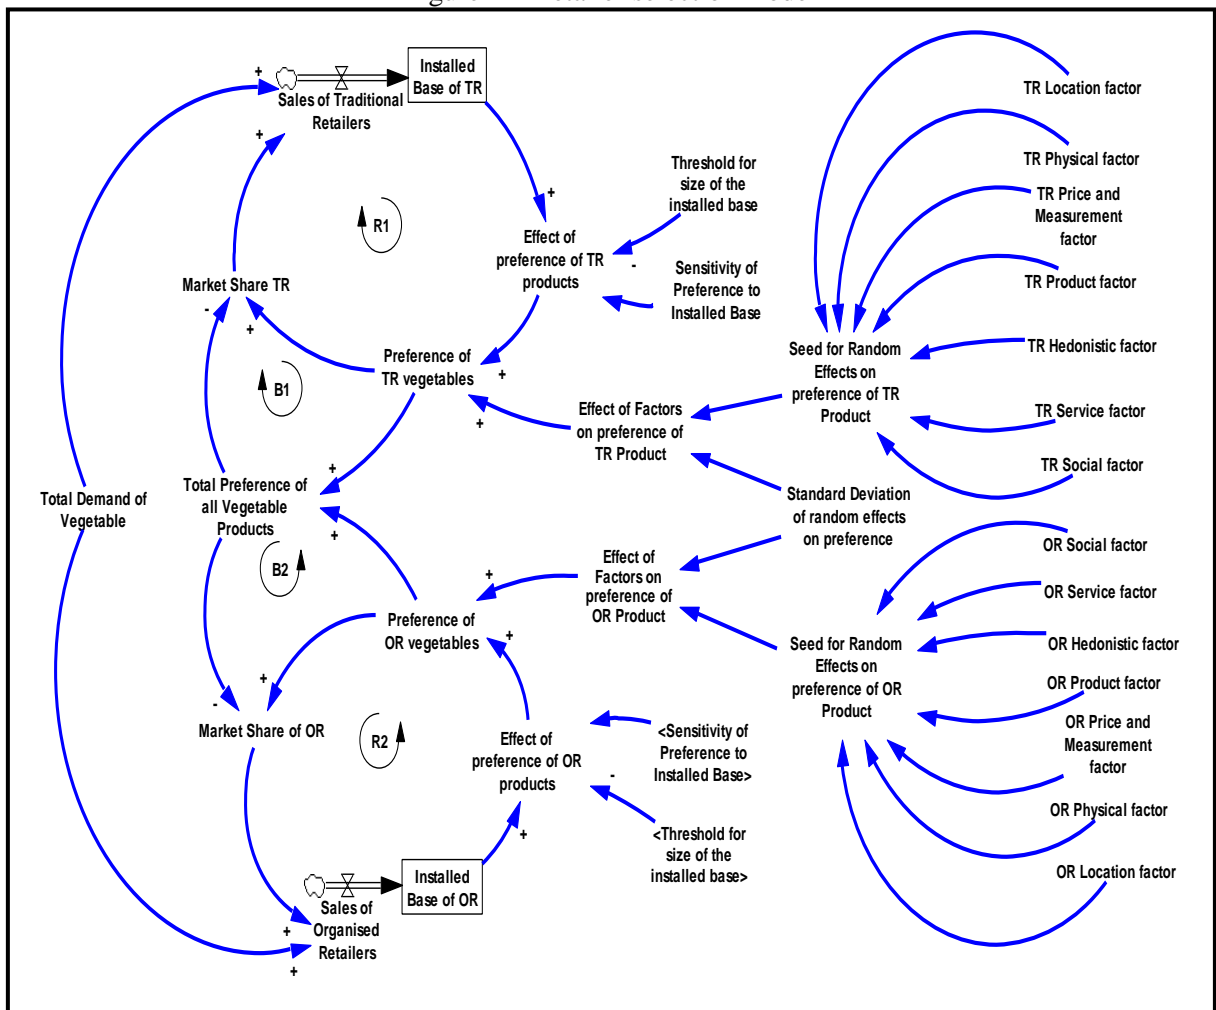 Installed
Base of TR
Sales of Traditional
Retailers
+
+
R1
+
Effect of
preference of TR
products
Threshold for
size of the
installed base
-
Sensitivity of
Preference to
Installed Base
TR Location factor
TR Physical factor
TR Price and
Measurement
factor
TR Product factor
TR Hedonistic factor
TR Service factor
TR Social factor
Market Share TR
-
+
B1
Preference of
TR vegetables
+
+
Seed for Random
Effects on
preference of TR
Product
Effect of Factors
on preference of
TR Product
Total Demand of
Vegetable
Total Preference of
all Vegetable
Products
+
+
B2
Standard Deviation
of random effects
on preference
Effect of
Factors on
preference of
OR Product
+
Preference of
OR vegetables
+
OR Social factor
OR Service factor
OR Hedonistic factor
OR Product factor
OR Price and
Measurement
factor
OR Physical factor
OR Location factor
Seed for Random
Effects on
preference of OR
Product
-
+
Market Share of OR
R2
Effect of
preference of OR
products
<Sensitivity of
Preference to
Installed Base>
-
<Threshold for
size of the
installed base>
+
Installed
Base of OR
Sales of
Organised
Retailers
+
+